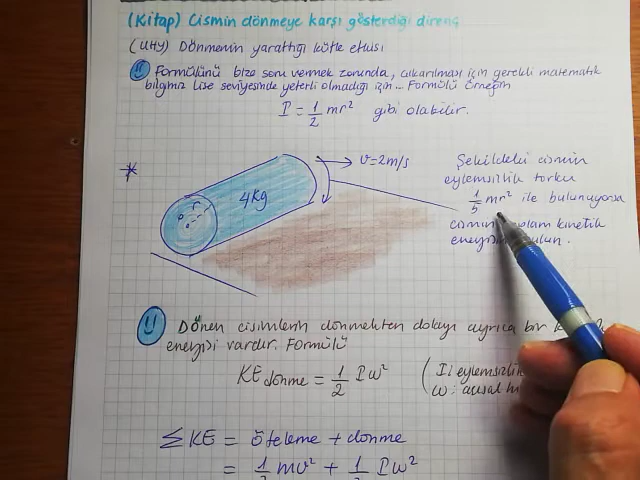 (Kitap) Cismin dönmeye karşı gösterdiği direnç
(UHY) Dönmenin yarattığı kütle etkisi
Formülünü bize soru vermek zorunda, çıkarılması için gerekli matematik
bilgimiz lise seviyesinde yeterli olmadığı için... Formülü örneğin
I = 1/2 mr² gibi olabilir.
* r 4kg v = 2m/s
Şekildeki cismin
eylemsizlik torku
1/5 mr² ile bulunuyorsa
cismin toplam kinetik
enerjisini bulun.
Dönen cisimlerin dönmekten dolayı ayrıca bir
enerjisi vardır. Formülü
KE dönme = 1/2 Iω² ( I: eylemsizlik
ω: açısal
ΣKE = öteleme + dönme
= 1/2 mv² + 1/2 Iω²